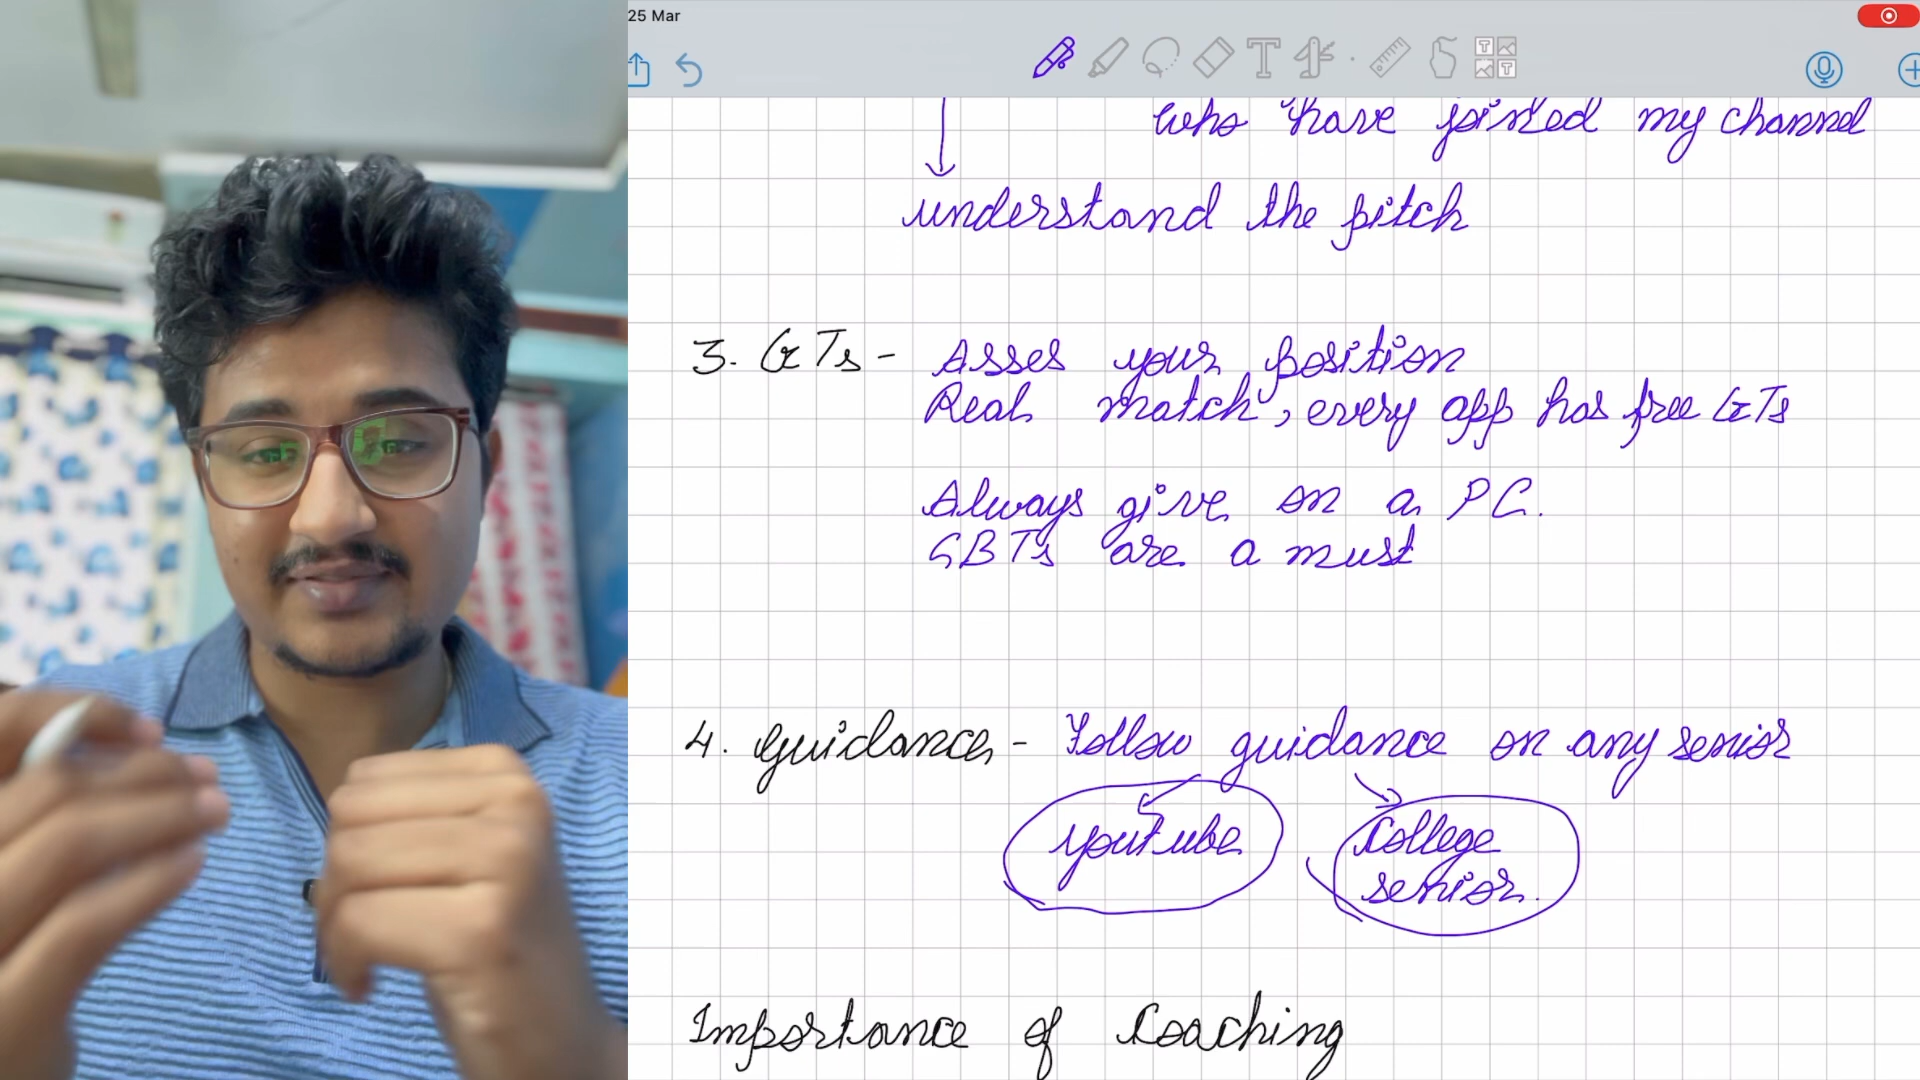 25 Mar
who have joined my channel
understand the pitch
3. GTs - Asses your position
Real match, every app has free GTs
Always give on a PC.
GBTs are a must
4. Guidance - Follow guidance on any senior
youtube
College
senior.
Importance of Coaching